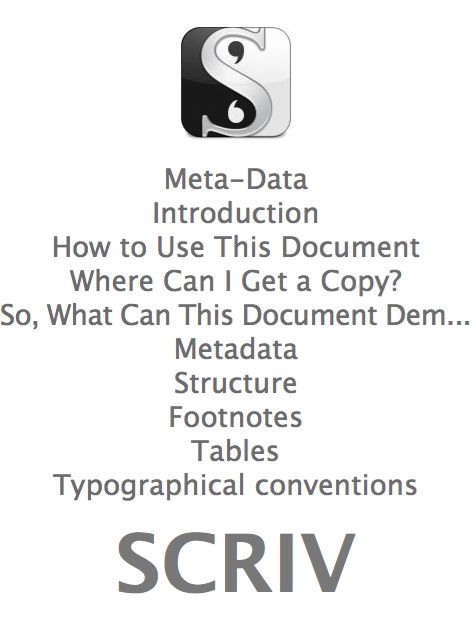 Meta-Data
Introduction
How to Use This Document
Where Can I Get a Copy?
So, What Can This Document Dem...
Metadata
Structure
Footnotes
Tables
Typographical conventions
SCRIV